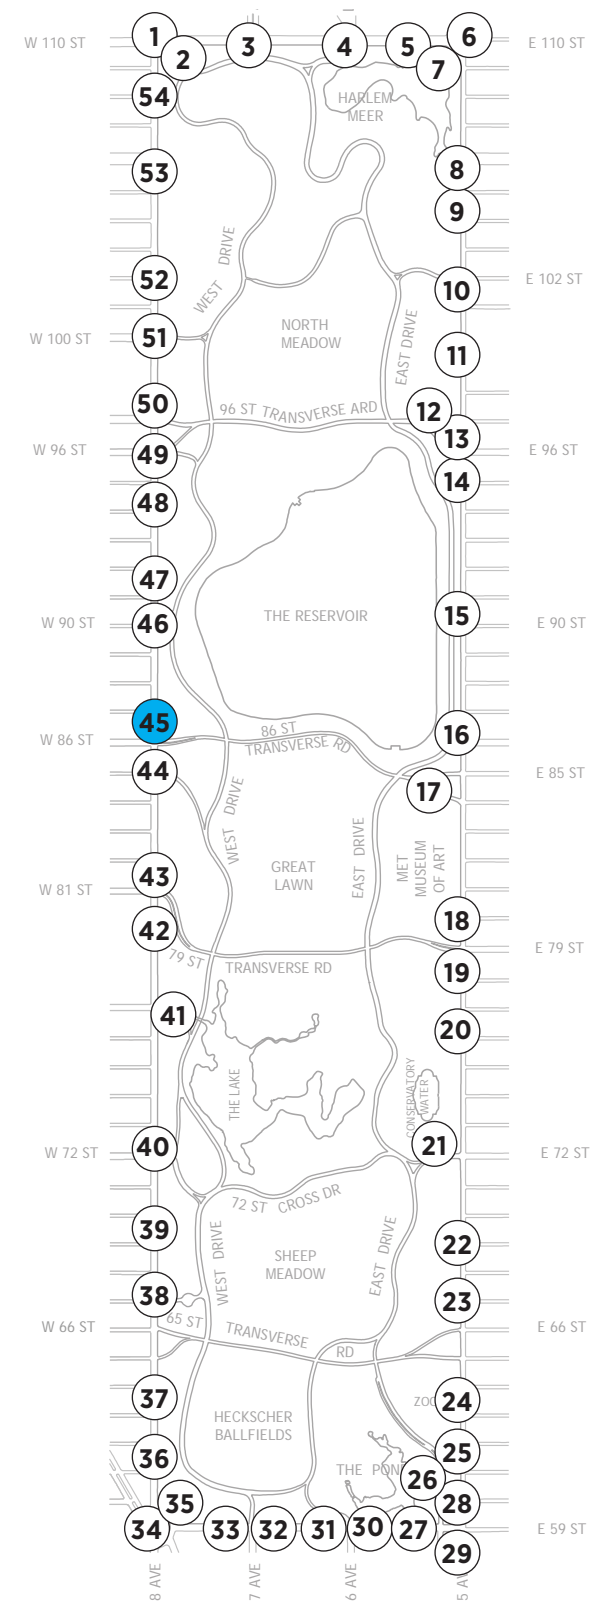 1
2
3
4
5
6
7
W 110 ST
E 110 ST
54
HARLEM
MEER
53
8
9
WEST DRIVE
52
10
E 102 ST
W 100 ST
51
NORTH
MEADOW
EAST DRIVE
11
50
96 ST TRANSVERSE ARD
12
13
W 96 ST
49
E 96 ST
14
48
47
W 90 ST
46
THE RESERVOIR
15
E 90 ST
45
W 86 ST
86 ST
TRANSVERSE RD
16
44
E 85 ST
17
WEST DRIVE
EAST DRIVE
MET
MUSEUM
OF ART
GREAT
LAWN
43
W 81 ST
42
18
79 ST
TRANSVERSE RD
E 79 ST
19
41
20
THE LAKE
CONSERVATORY
WATER
W 72 ST
40
21
E 72 ST
72 ST CROSS DR
39
WEST DRIVE
SHEEP
MEADOW
EAST DRIVE
22
38
23
W 66 ST
65 ST
TRANSVERSE
RD
E 66 ST
37
HECKSCHER
BALLFIELDS
ZOO
24
36
25
THE POND
26
35
28
34
33
32
31
30
27
E 59 ST
29
8 AVE
7 AVE
6 AVE
5 AV